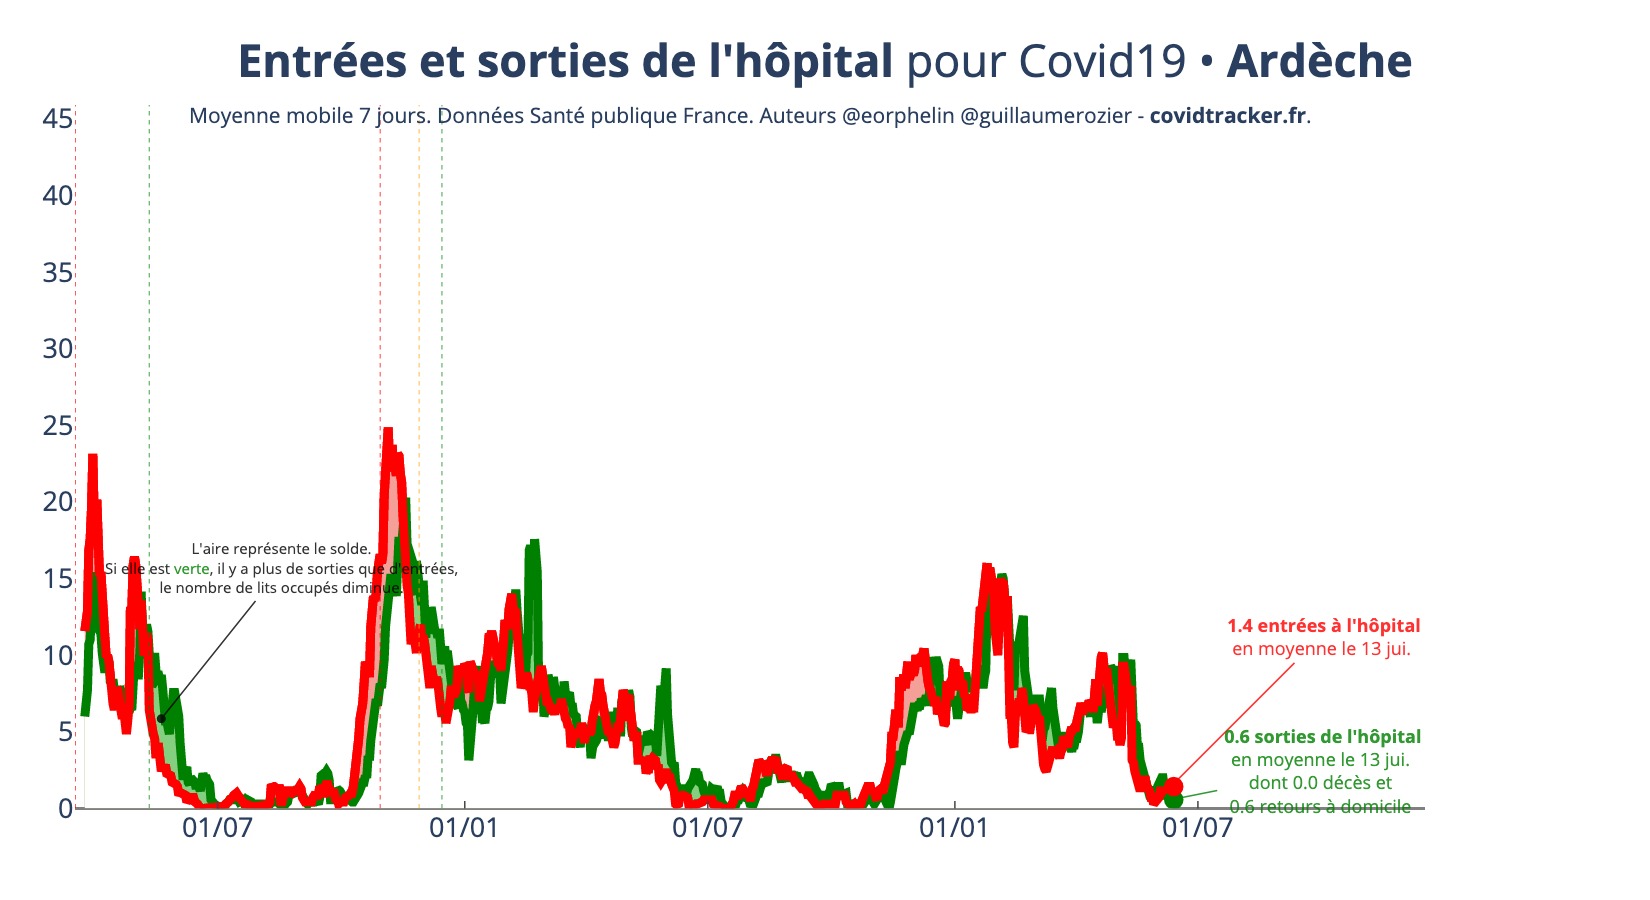 Entrées et sorties de l'hôpital pour Covid19 • Ardèche
Moyenne mobile 7 jours. Données Santé publique France. Auteurs @eorphelin @guillaumerozier - covidtracker.fr.
45
40
35
30
25
20
15
10
5
0
L'aire représente le solde.
Si elle est verte, il y a plus de sorties que d'entrées,
le nombre de lits occupés diminue.
1.4 entrées à l'hôpital
en moyenne le 13 jui.
0.6 sorties de l'hôpital
en moyenne le 13 jui.
dont 0.0 décès et
0.6 retours à domicile
01/07
01/01
01/07
01/01
01/07